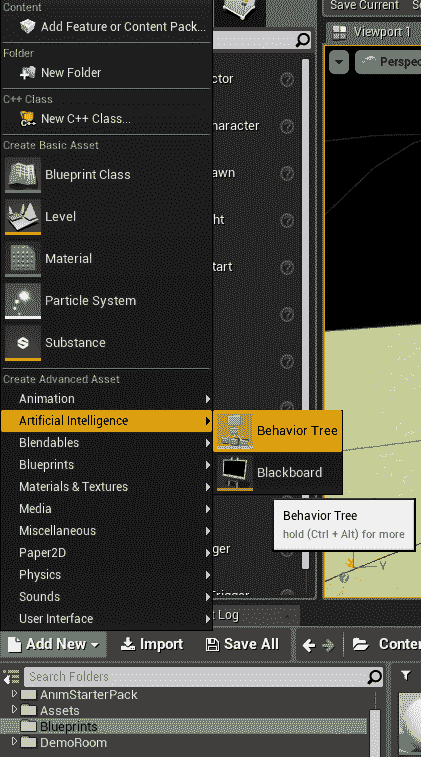 Content
Add Feature or Content Pack...
Folder
New Folder
C++ Class
New C++ Class...
Create Basic Asset
Blueprint Class
Level
Material
Particle System
Substance
Create Advanced Asset
Animation
Artificial Intelligence
Blendables
Blueprints
Materials & Textures
Media
Miscellaneous
Paper2D
Physics
Sounds
User Interface
Behavior Tree
Blackboard
Behavior Tree
hold (Ctrl + Alt) for more
Save Current
Viewport 1
Perspe
ctor
haracter
awn
ht
tart
ger
Trigger
t Log
Y
Add New
Import
Save All
Conte
Search Folders
AnimStarterPack
Assets
Blueprints
DemoRoom